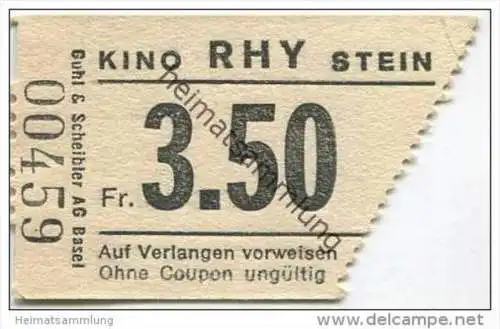 KINO RHY STEIN
Fr. 3.50
Auf Verlangen vorweisen
Ohne Coupon ungültig
Guhl & Scheibler AG Basel
00459
heimatsammlung
Heimatsammlung
www.delcampe.net